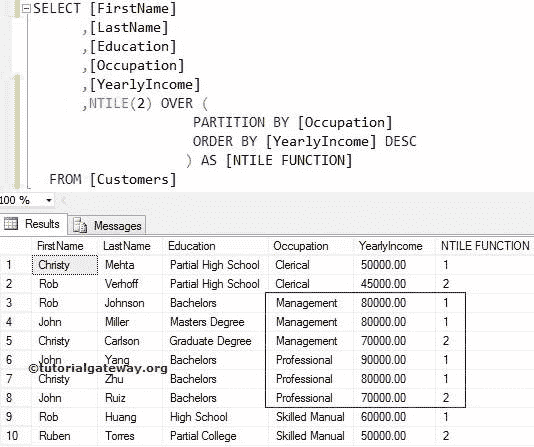 SELECT [FirstName]
,[LastName]
,[Education]
,[Occupation]
,[YearlyIncome]
,NTILE(2) OVER (
PARTITION BY [Occupation]
ORDER BY [YearlyIncome] DESC
) AS [NTILE FUNCTION]
FROM [Customers]
100 %
Results Messages
FirstName LastName Education Occupation YearlyIncome NTILE FUNCTION
1 Christy Mehta Partial High School Clerical 50000.00 1
2 Rob Verhoff Partial High School Clerical 45000.00 2
3 Rob Johnson Bachelors Management 80000.00 1
4 John Miller Masters Degree Management 80000.00 1
5 Christy Carlson Graduate Degree Management 70000.00 2
6 John Yang Bachelors Professional 90000.00 1
©tutorialgateway.org
7 Christy Zhu Bachelors Professional 80000.00 1
8 John Ruiz Bachelors Professional 70000.00 2
9 Rob Huang High School Skilled Manual 60000.00 1
10 Ruben Torres Partial College Skilled Manual 50000.00 2